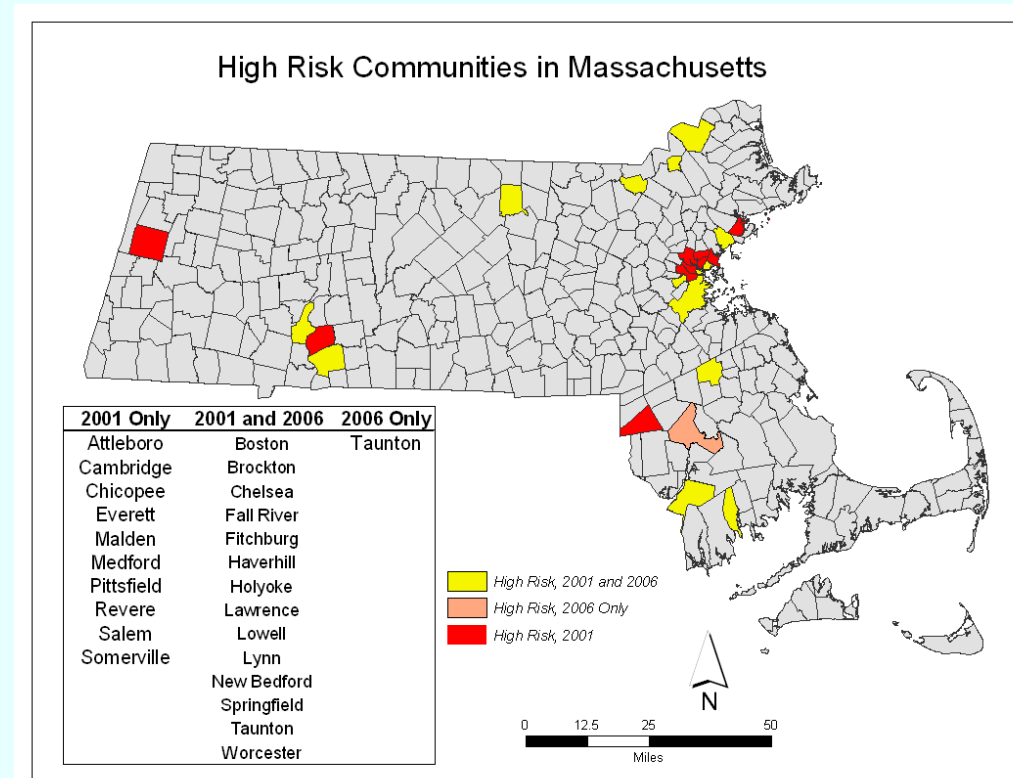 High Risk Communities in Massachusetts
2001 Only 2001 and 2006 2006 Only
Attleboro Boston Taunton
Cambridge Brockton
Chicopee Chelsea
Everett Fall River
Malden Fitchburg
Medford Haverhill
Pittsfield Holyoke
Revere Lawrence
Salem Lowell
Somerville Lynn
New Bedford
Springfield
Taunton
Worcester
High Risk, 2001 and 2006
High Risk, 2006 Only
High Risk, 2001
N
0 12.5 25 50
Miles